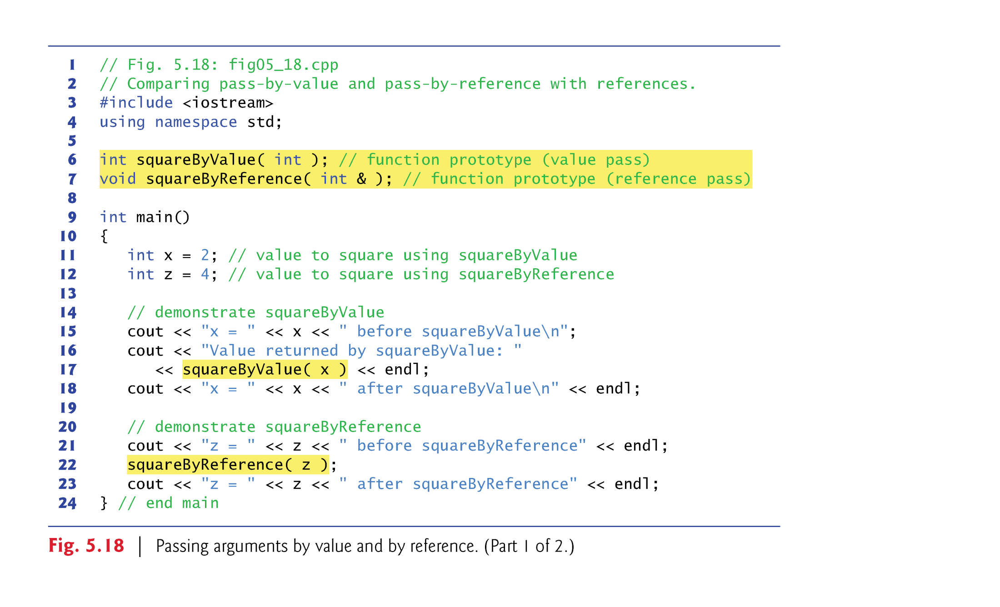 1 // Fig. 5.18: fig05_18.cpp
2 // Comparing pass-by-value and pass-by-reference with references.
3 #include <iostream>
4 using namespace std;
5
6 int squareByValue( int ); // function prototype (value pass)
7 void squareByReference( int & ); // function prototype (reference pass)
8
9 int main()
10 {
11    int x = 2; // value to square using squareByValue
12    int z = 4; // value to square using squareByReference
13
14    // demonstrate squareByValue
15    cout << "x = " << x << " before squareByValue\n";
16    cout << "Value returned by squareByValue: "
17       << squareByValue( x ) << endl;
18    cout << "x = " << x << " after squareByValue\n" << endl;
19
20    // demonstrate squareByReference
21    cout << "z = " << z << " before squareByReference" << endl;
22    squareByReference( z );
23    cout << "z = " << z << " after squareByReference" << endl;
24 } // end main
Fig. 5.18 | Passing arguments by value and by reference. (Part 1 of 2.)